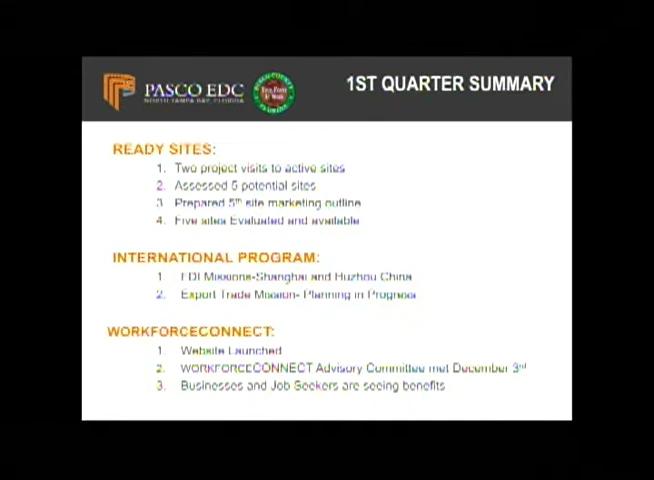 PASCO EDC
NORTH TAMPA BAY, FLORIDA
1ST QUARTER SUMMARY
READY SITES:
1. Two project visits to active sites
2. Assessed 5 potential sites
3 Prepared 5th site marketing outline
4. Five sites Evaluated and available
INTERNATIONAL PROGRAM:
1. FDI Missions-Shanghai and Huzhou China
2. Export Trade Mission- Planning in Progress
WORKFORCECONNECT:
1. Website Launched
2. WORKFORCECONNECT Advisory Committee met December 3rd
3. Businesses and Job Seekers are seeing benefits